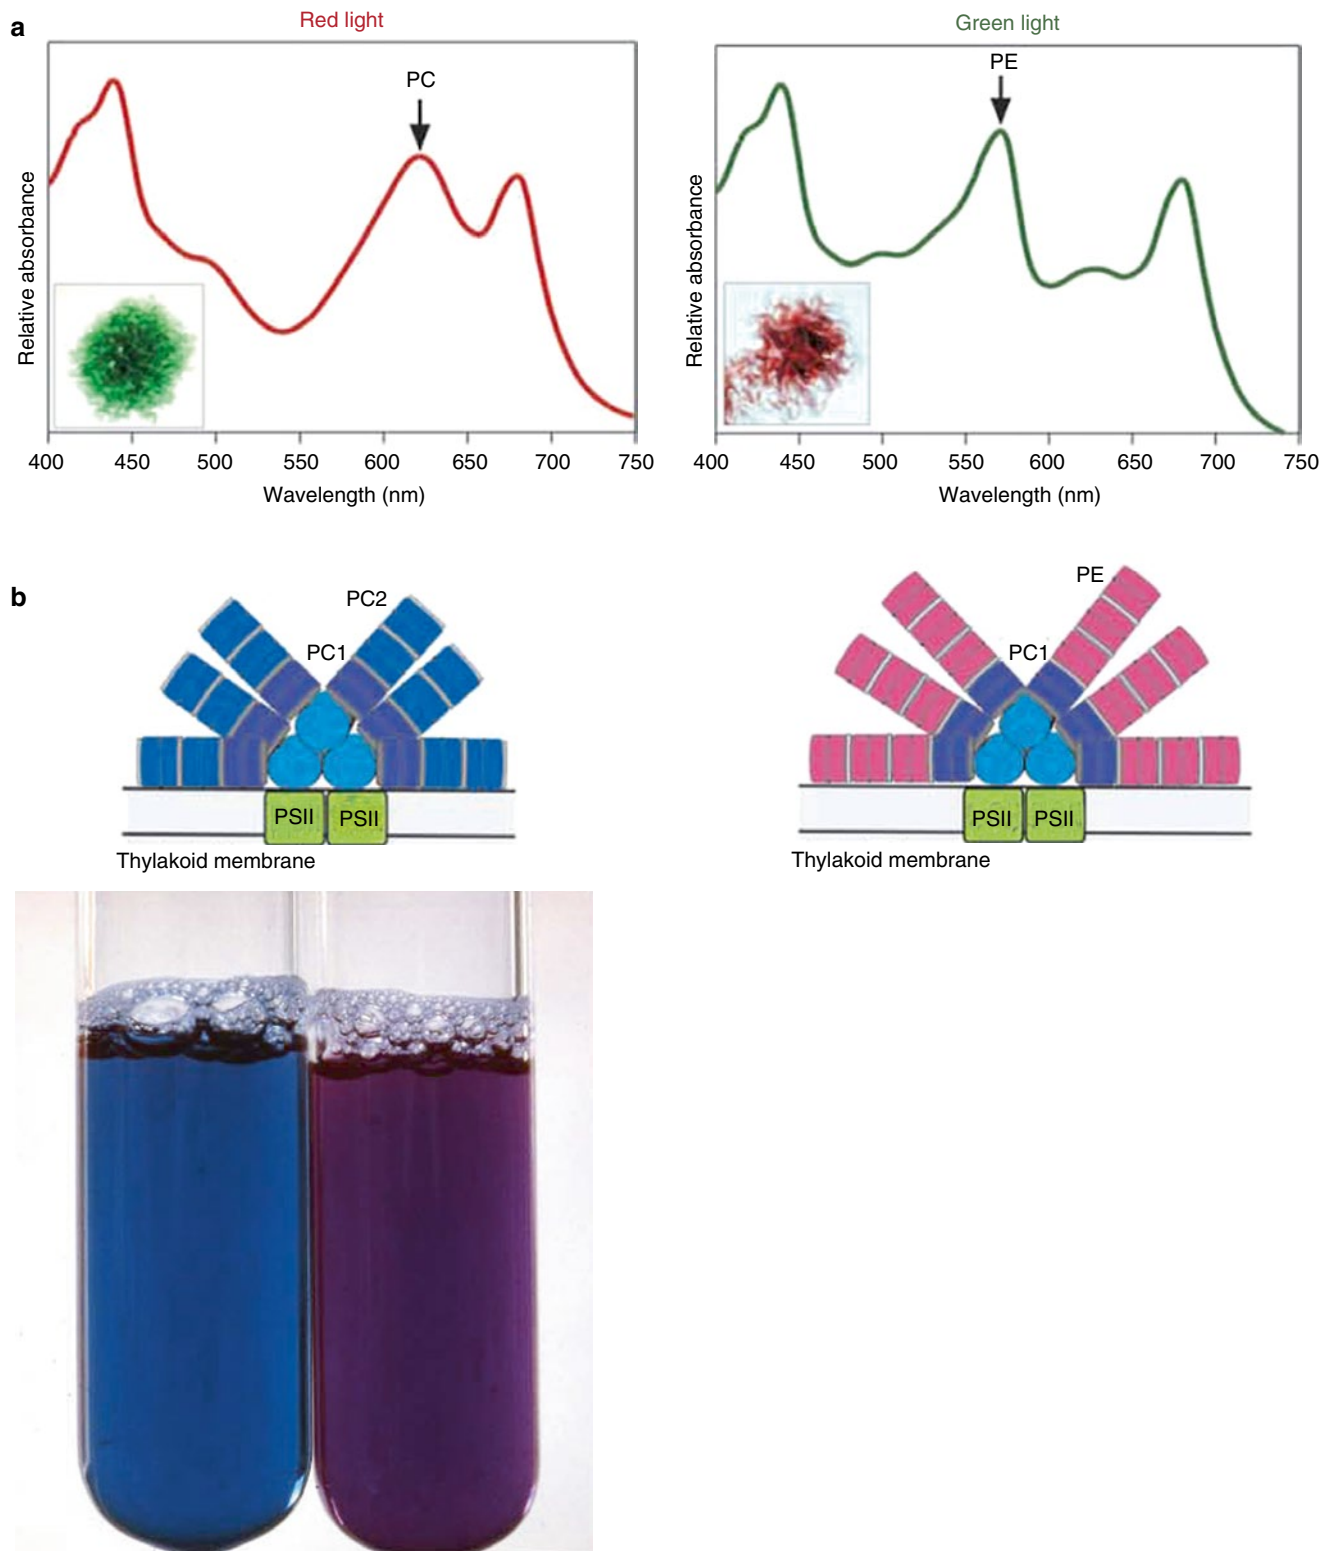 a
Red light
Green light
PC
PE
Relative absorbance
Relative absorbance
400 450 500 550 600 650 700 750
400 450 500 550 600 650 700 750
Wavelength (nm)
Wavelength (nm)
b
PC2
PC1
PE
PC1
PSII PSII
PSII PSII
Thylakoid membrane
Thylakoid membrane